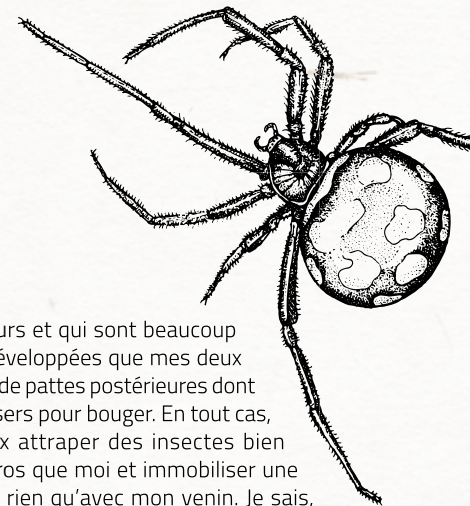 urs et qui sont beaucoup
éveloppées que mes deux
de pattes postérieures dont
sers pour bouger. En tout cas,
x attraper des insectes bien
ros que moi et immobiliser une
rien qu'avec mon venin. Je sais,